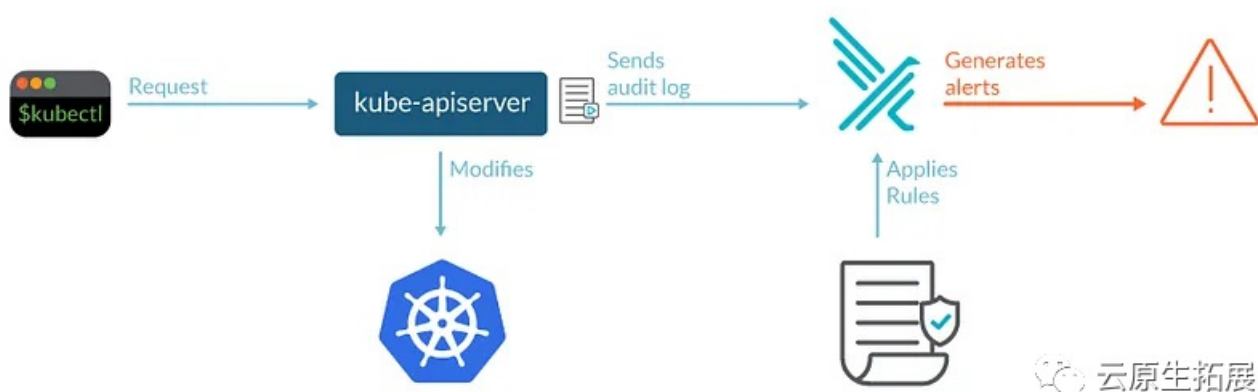 $kubectl
Request
kube-apiserver
Sends
audit log
Generates
alerts
Modifies
Applies
Rules
云原生拓展